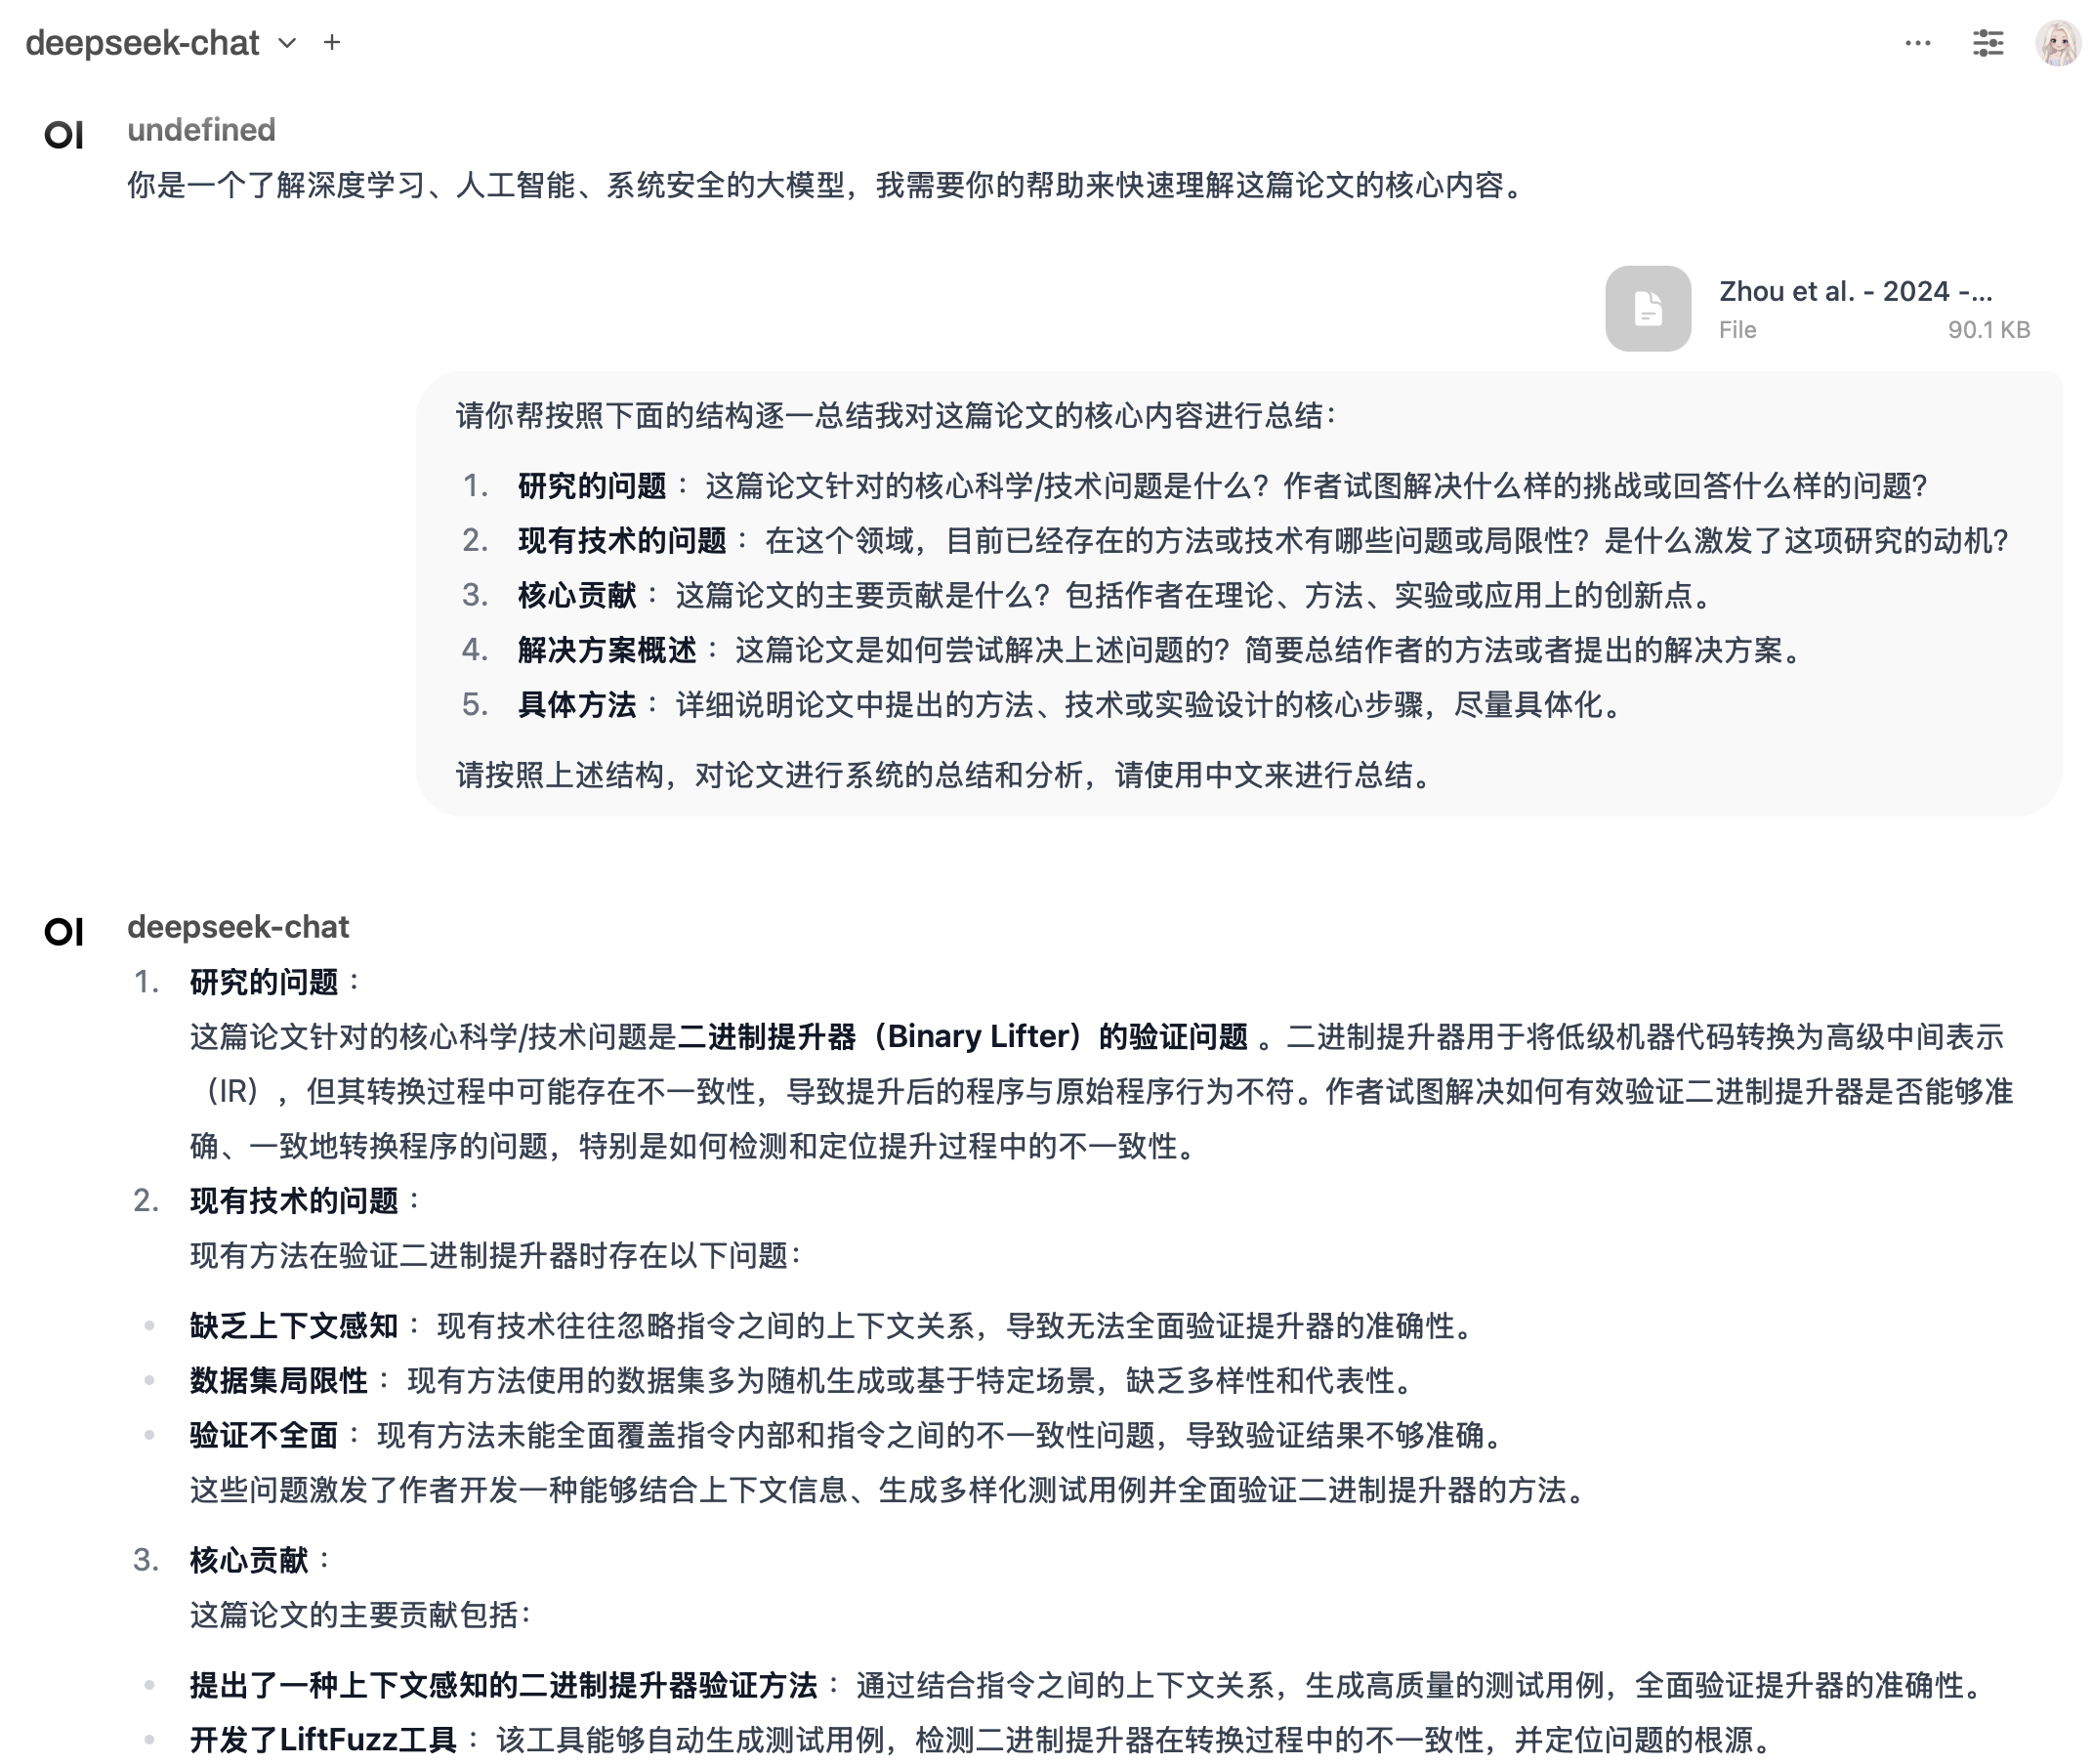 deepseek-chat
OI undefined
你是一个了解深度学习、人工智能、系统安全的大模型，我需要你的帮助来快速理解这篇论文的核心内容。
Zhou et al. - 2024 -...
File 90.1 KB
请你帮按照下面的结构逐一总结我对这篇论文的核心内容进行总结：
1. 研究的问题： 这篇论文针对的核心科学/技术问题是什么？作者试图解决什么样的挑战或回答什么样的问题？
2. 现有技术的问题： 在这个领域，目前已经存在的方法或技术有哪些问题或局限性？是什么激发了这项研究的动机？
3. 核心贡献： 这篇论文的主要贡献是什么？包括作者在理论、方法、实验或应用上的创新点。
4. 解决方案概述： 这篇论文是如何尝试解决上述问题的？简要总结作者的方法或者提出的解决方案。
5. 具体方法： 详细说明论文中提出的方法、技术或实验设计的核心步骤，尽量具体化。
请按照上述结构，对论文进行系统的总结和分析，请使用中文来进行总结。
OI deepseek-chat
1. 研究的问题：
这篇论文针对的核心科学/技术问题是二进制提升器（Binary Lifter）的验证问题 。二进制提升器用于将低级机器代码转换为高级中间表示
（IR），但其转换过程中可能存在不一致性，导致提升后的程序与原始程序行为不符。作者试图解决如何有效验证二进制提升器是否能够准
确、一致地转换程序的问题，特别是如何检测和定位提升过程中的不一致性。
2. 现有技术的问题：
现有方法在验证二进制提升器时存在以下问题：
• 缺乏上下文感知： 现有技术往往忽略指令之间的上下文关系，导致无法全面验证提升器的准确性。
• 数据集局限性： 现有方法使用的数据集多为随机生成或基于特定场景，缺乏多样性和代表性。
• 验证不全面： 现有方法未能全面覆盖指令内部和指令之间的不一致性问题，导致验证结果不够准确。
这些问题激发了作者开发一种能够结合上下文信息、生成多样化测试用例并全面验证二进制提升器的方法。
3. 核心贡献：
这篇论文的主要贡献包括：
• 提出了一种上下文感知的二进制提升器验证方法： 通过结合指令之间的上下文关系，生成高质量的测试用例，全面验证提升器的准确性。
• 开发了LiftFuzz工具： 该工具能够自动生成测试用例，检测二进制提升器在转换过程中的不一致性，并定位问题的根源。